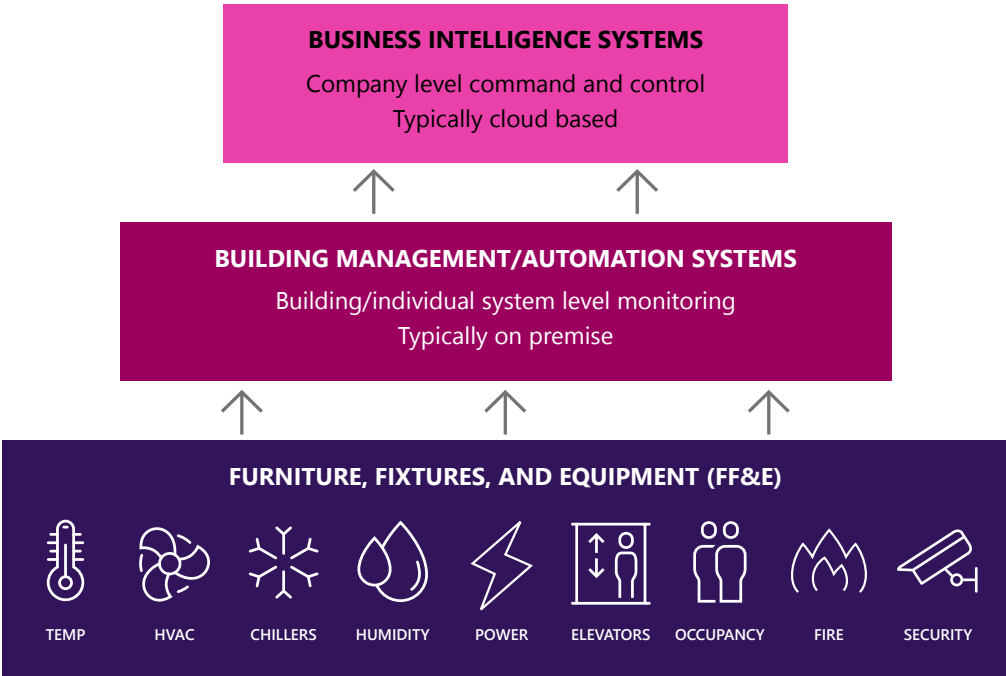 BUSINESS INTELLIGENCE SYSTEMS
Company level command and control
Typically cloud based
BUILDING MANAGEMENT/AUTOMATION SYSTEMS
Building/individual system level monitoring
Typically on premise
FURNITURE, FIXTURES, AND EQUIPMENT (FF&E)
TEMP HVAC CHILLERS HUMIDITY POWER ELEVATORS OCCUPANCY FIRE SECURITY